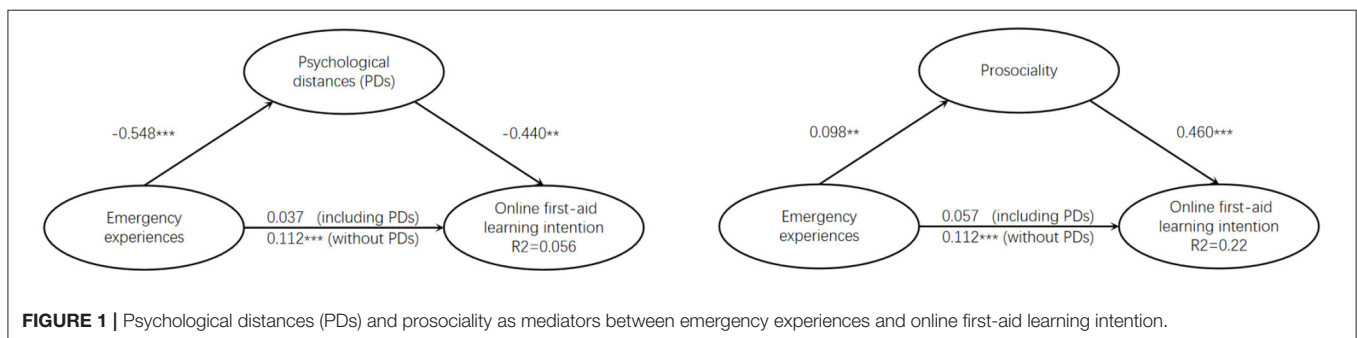 Psychological
distances (PDs)
-0.548***
-0.440**
Emergency
experiences
0.037 (including PDs)
0.112*** (without PDs)
Online first-aid
learning intention
R2=0.056
Prosociality
0.098**
0.460***
Emergency
experiences
0.057 (including PDs)
0.112*** (without PDs)
Online first-aid
learning intention
R2=0.22
FIGURE 1 | Psychological distances (PDs) and prosociality as mediators between emergency experiences and online first-aid learning intention.